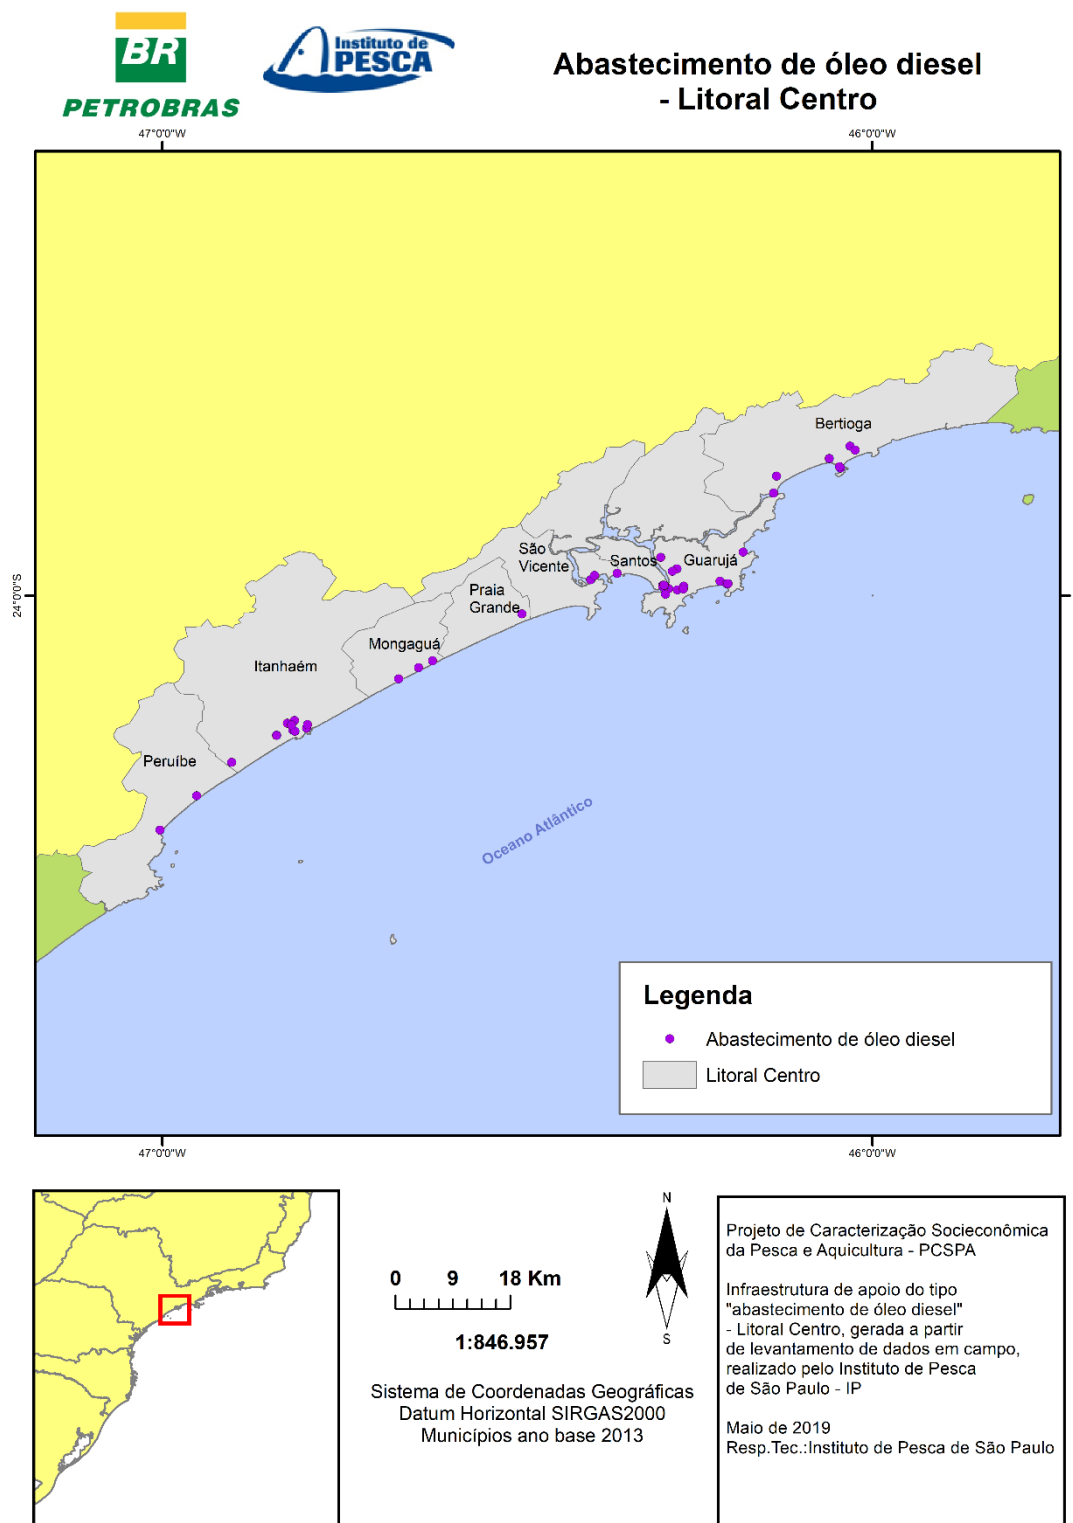 BR
PETROBRAS
Instituto de
PESCA
Abastecimento de óleo diesel
- Litoral Centro
47°0'0"W
46°0'0"W
24°0'0"S
Bertioga
São
Vicente
Santos
Guarujá
Praia
Grande
Mongaguá
Itanhaém
Peruíbe
Oceano Atlântico
Legenda
Abastecimento de óleo diesel
Litoral Centro
47°0'0"W
46°0'0"W
0 9 18 Km
1:846.957
Sistema de Coordenadas Geográficas
Datum Horizontal SIRGAS2000
Municípios ano base 2013
N
S
Projeto de Caracterização Socieconômica
da Pesca e Aquicultura - PCSPA
Infraestrutura de apoio do tipo
"abastecimento de óleo diesel"
- Litoral Centro, gerada a partir
de levantamento de dados em campo,
realizado pelo Instituto de Pesca
de São Paulo - IP
Maio de 2019
Resp.Tec.:Instituto de Pesca de São Paulo